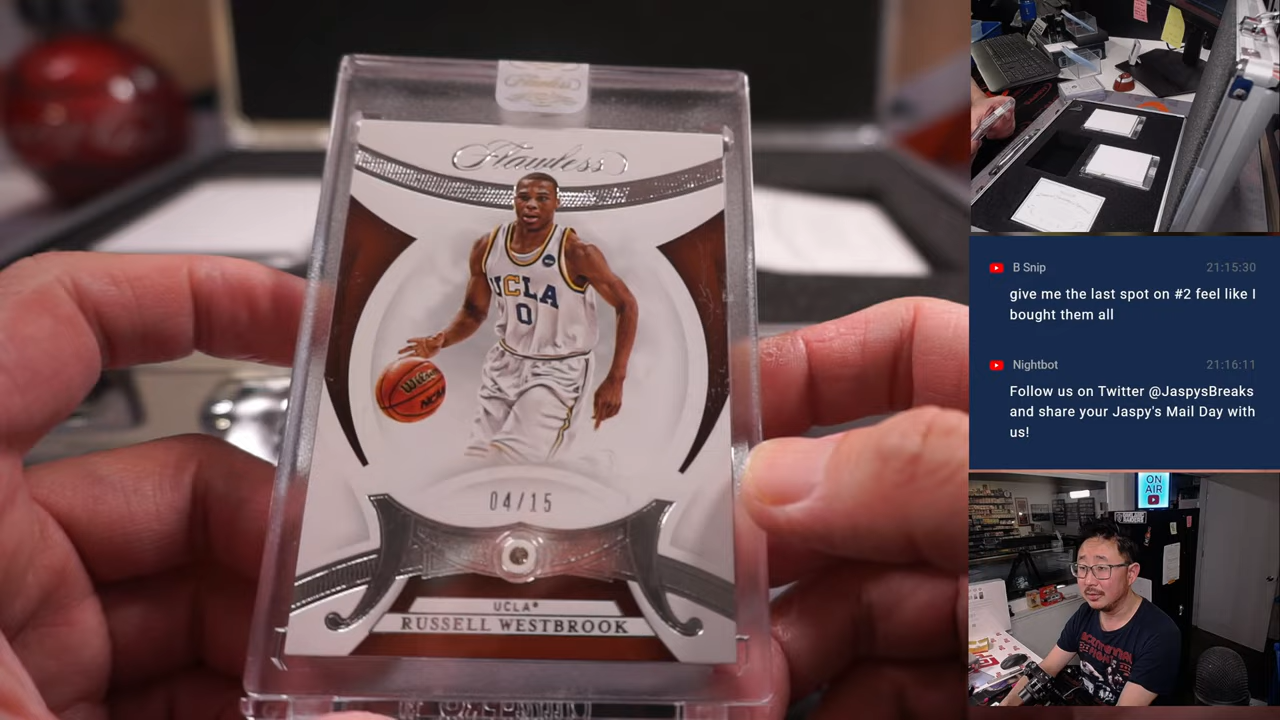 Flawless
Flawless
UCLA
0
Wilson
NCAA
04/15
UCLA®
RUSSELL WESTBROOK
B Snip
21:15:30
give me the last spot on #2 feel like I
bought them all
Nightbot
21:16:11
Follow us on Twitter @JaspysBreaks
and share your Jaspy's Mail Day with
us!
ON
AIR